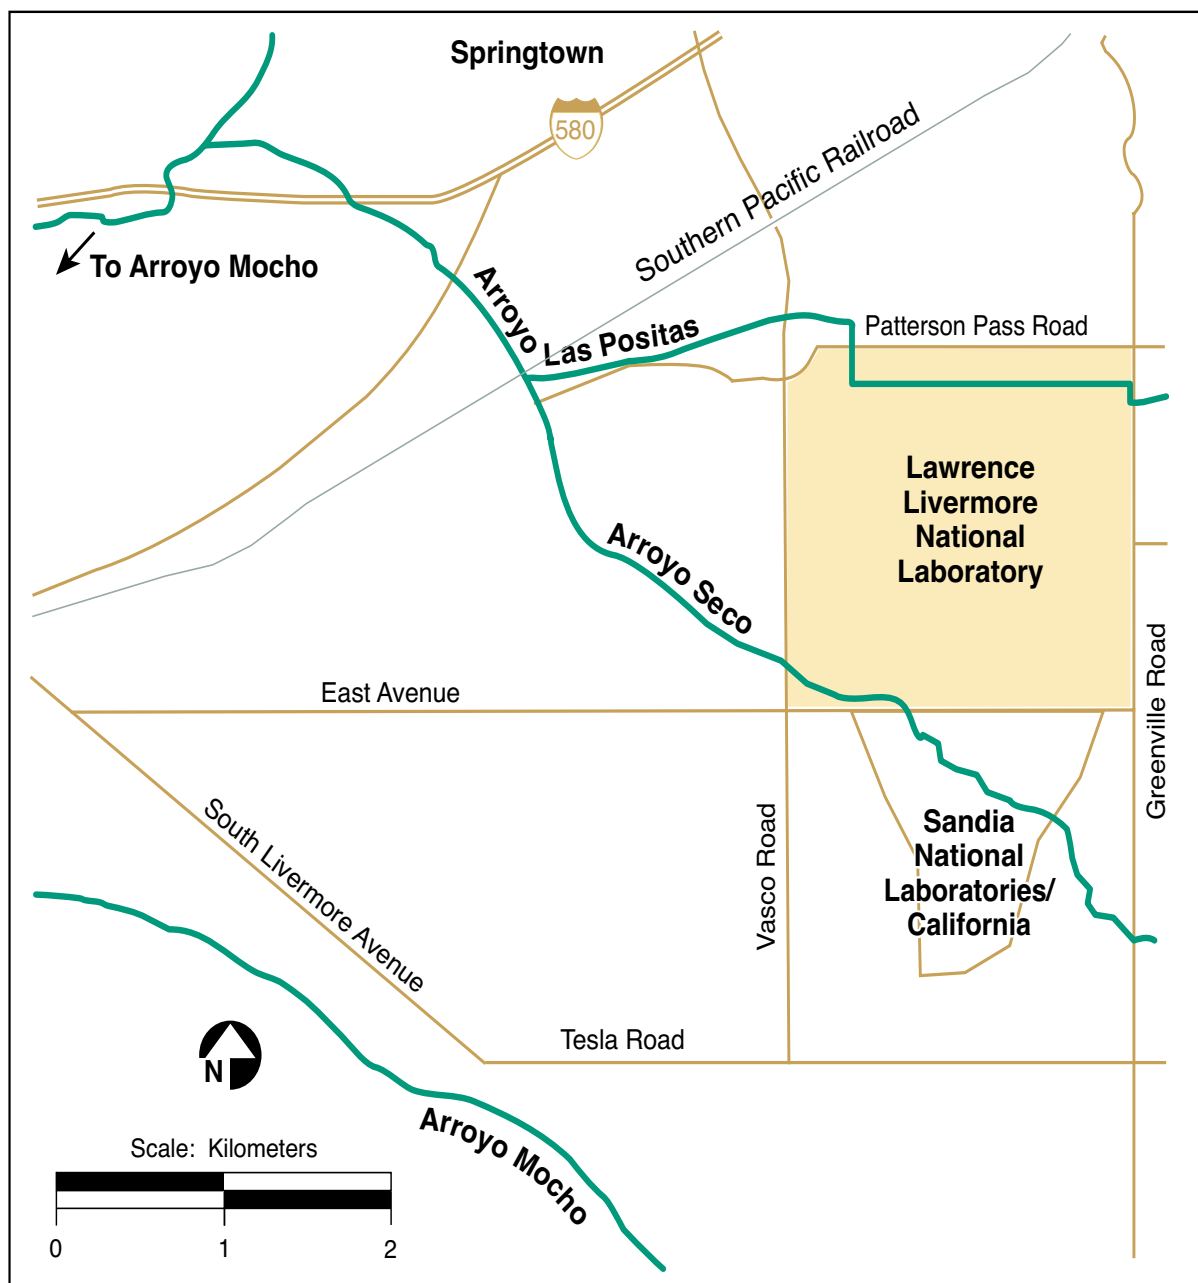 Springtown
580
Southern Pacific Railroad
To Arroyo Mocho
Arroyo
Las Positas
Patterson Pass Road
Lawrence
Livermore
National
Laboratory
Arroyo Seco
East Avenue
Greenville Road
South Livermore Avenue
Vasco Road
Sandia
National
Laboratories/
California
Tesla Road
N
Arroyo Mocho
Scale: Kilometers
0 1 2